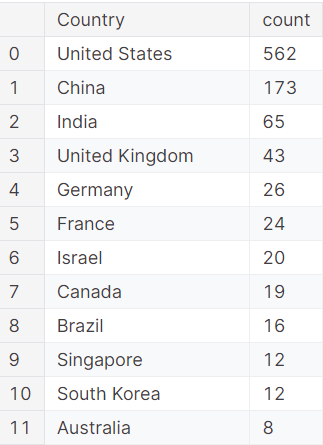 Country count
0 United States 562
1 China 173
2 India 65
3 United Kingdom 43
4 Germany 26
5 France 24
6 Israel 20
7 Canada 19
8 Brazil 16
9 Singapore 12
10 South Korea 12
11 Australia 8